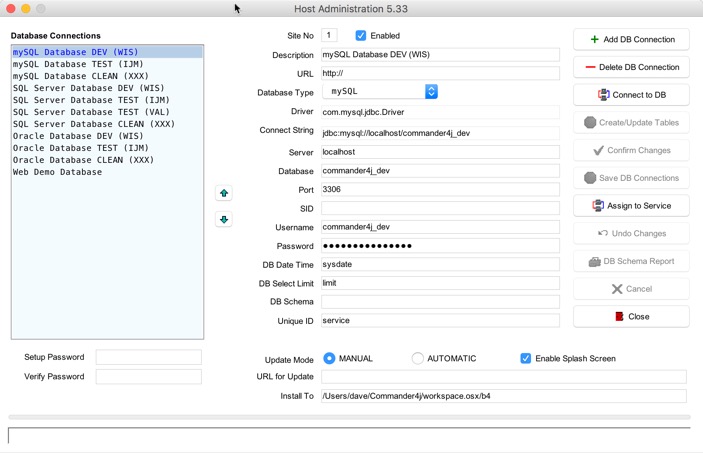 Host Administration 5.33
Database Connections
mySQL Database DEV (WIS)
mySQL Database TEST (IJM)
mySQL Database CLEAN (XXX)
SQL Server Database DEV (WIS)
SQL Server Database TEST (IJM)
SQL Server Database TEST (VAL)
SQL Server Database CLEAN (XXX)
Oracle Database DEV (WIS)
Oracle Database TEST (IJM)
Oracle Database CLEAN (XXX)
Web Demo Database
Setup Password
Verify Password
Site No 1 Enabled
Description mySQL Database DEV (WIS)
URL http://
Database Type mySQL
Driver com.mysql.jdbc.Driver
Connect String jdbc:mysql://localhost/commander4j_dev
Server localhost
Database commander4j_dev
Port 3306
SID
Username commander4j_dev
Password ●●●●●●●●●●●●●●●
DB Date Time sysdate
DB Select Limit limit
DB Schema
Unique ID service
Update Mode MANUAL AUTOMATIC Enable Splash Screen
URL for Update
Install To /Users/dave/Commander4j/workspace.osx/b4
Add DB Connection
Delete DB Connection
Connect to DB
Create/Update Tables
Confirm Changes
Save DB Connections
Assign to Service
Undo Changes
DB Schema Report
Cancel
Close